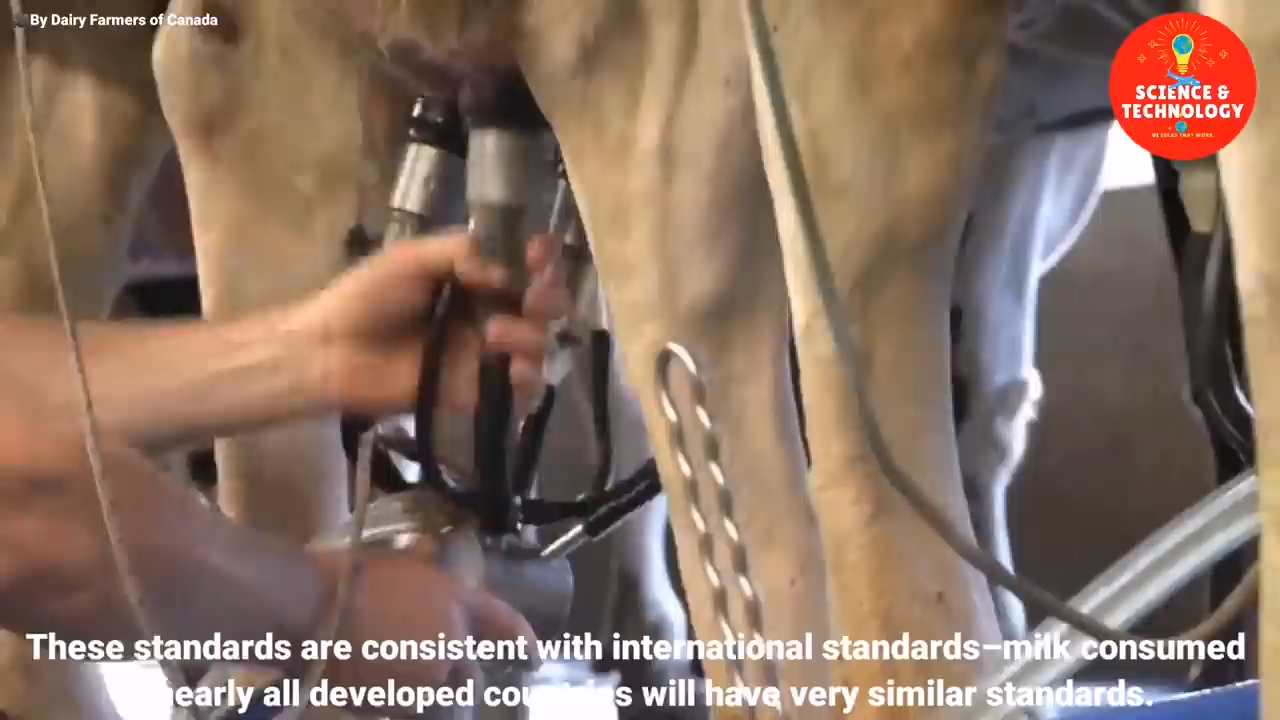 By Dairy Farmers of Canada
SCIENCE &
TECHNOLOGY
These standards are consistent with international standards–milk consumed
nearly all developed countries will have very similar standards.